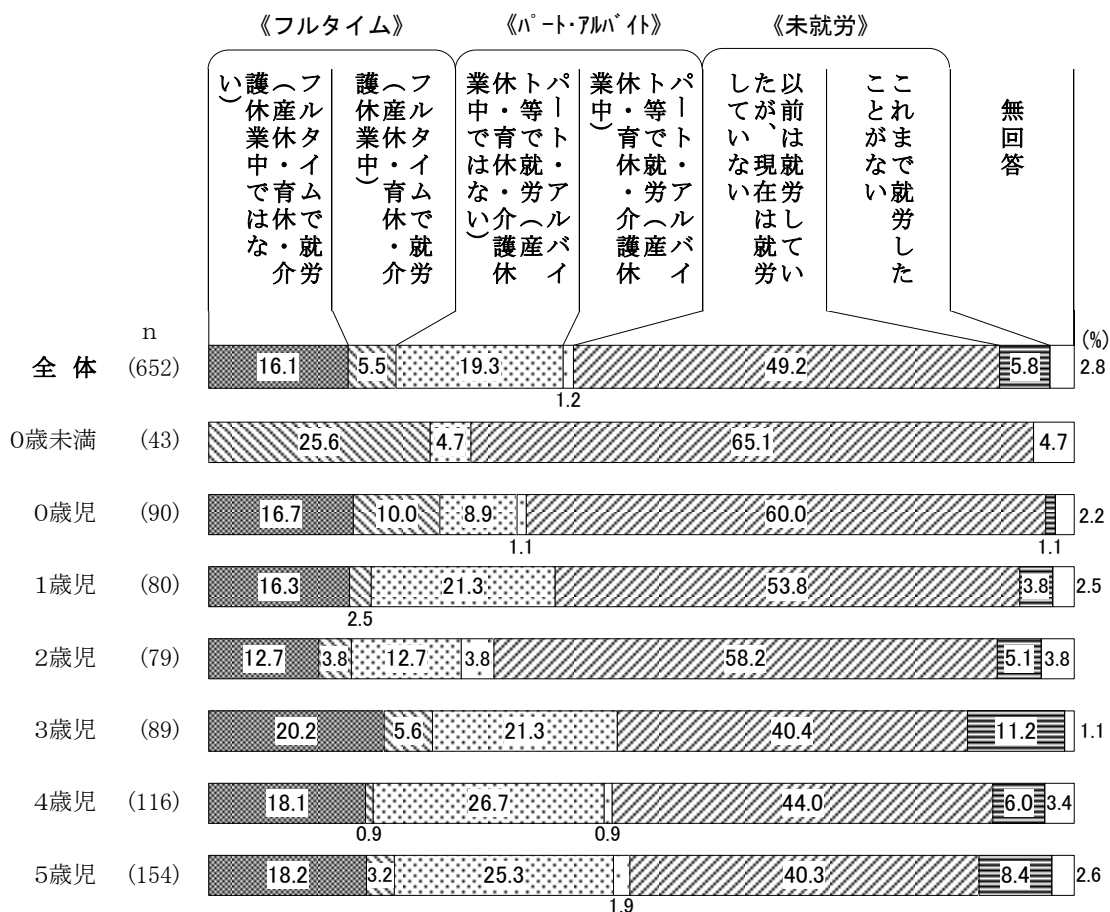 《フルタイム》 《パート・アルバイト》 《未就労》
フルタイムで就労
（産休・育休・介
護休業中ではな
い）
フルタイムで就労
（産休・育休・介
護休業中）
パート・アルバイ
ト等で就労（産
休・育休・介護休
業中ではない）
パート・アルバイ
ト等で就労（産
休・育休・介護休
業中）
以前は就労してい
たが、現在は就労
していない
これまで就労した
ことがない
無回答
n
(%)
全 体 (652) 16.1 5.5 19.3 49.2 5.8 2.8
1.2
0歳未満 (43) 25.6 4.7 65.1 4.7
0歳児 (90) 16.7 10.0 8.9 60.0 2.2
1.1 1.1
1歳児 (80) 16.3 21.3 53.8 3.8 2.5
2.5
2歳児 (79) 12.7 3.8 12.7 3.8 58.2 5.1 3.8
3歳児 (89) 20.2 5.6 21.3 40.4 11.2 1.1
4歳児 (116) 18.1 26.7 44.0 6.0 3.4
0.9 0.9
5歳児 (154) 18.2 3.2 25.3 40.3 8.4 2.6
1.9